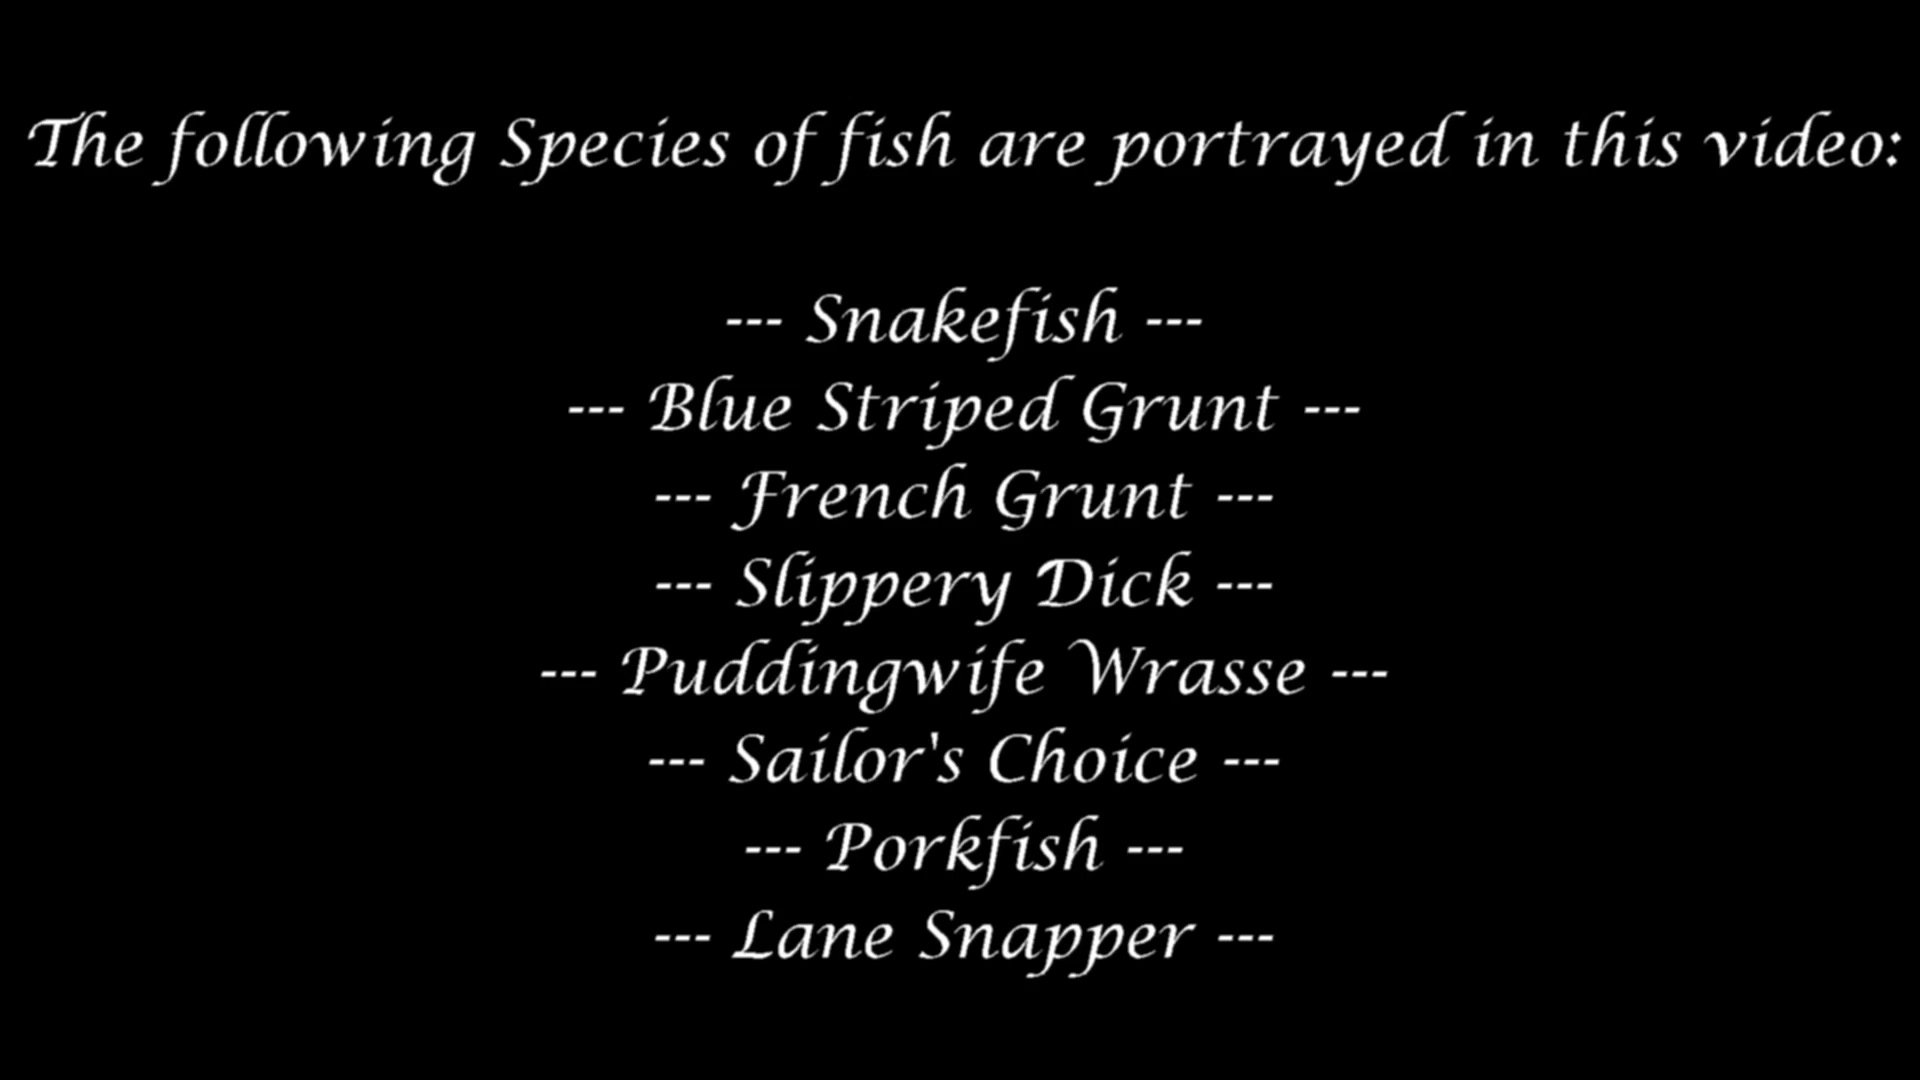 The following Species of fish are portrayed in this video:
--- Snakefish ---
--- Blue Striped Grunt ---
--- French Grunt ---
--- Slippery Dick ---
--- Puddingwife Wrasse ---
--- Sailor's Choice ---
--- Porkfish ---
--- Lane Snapper ---